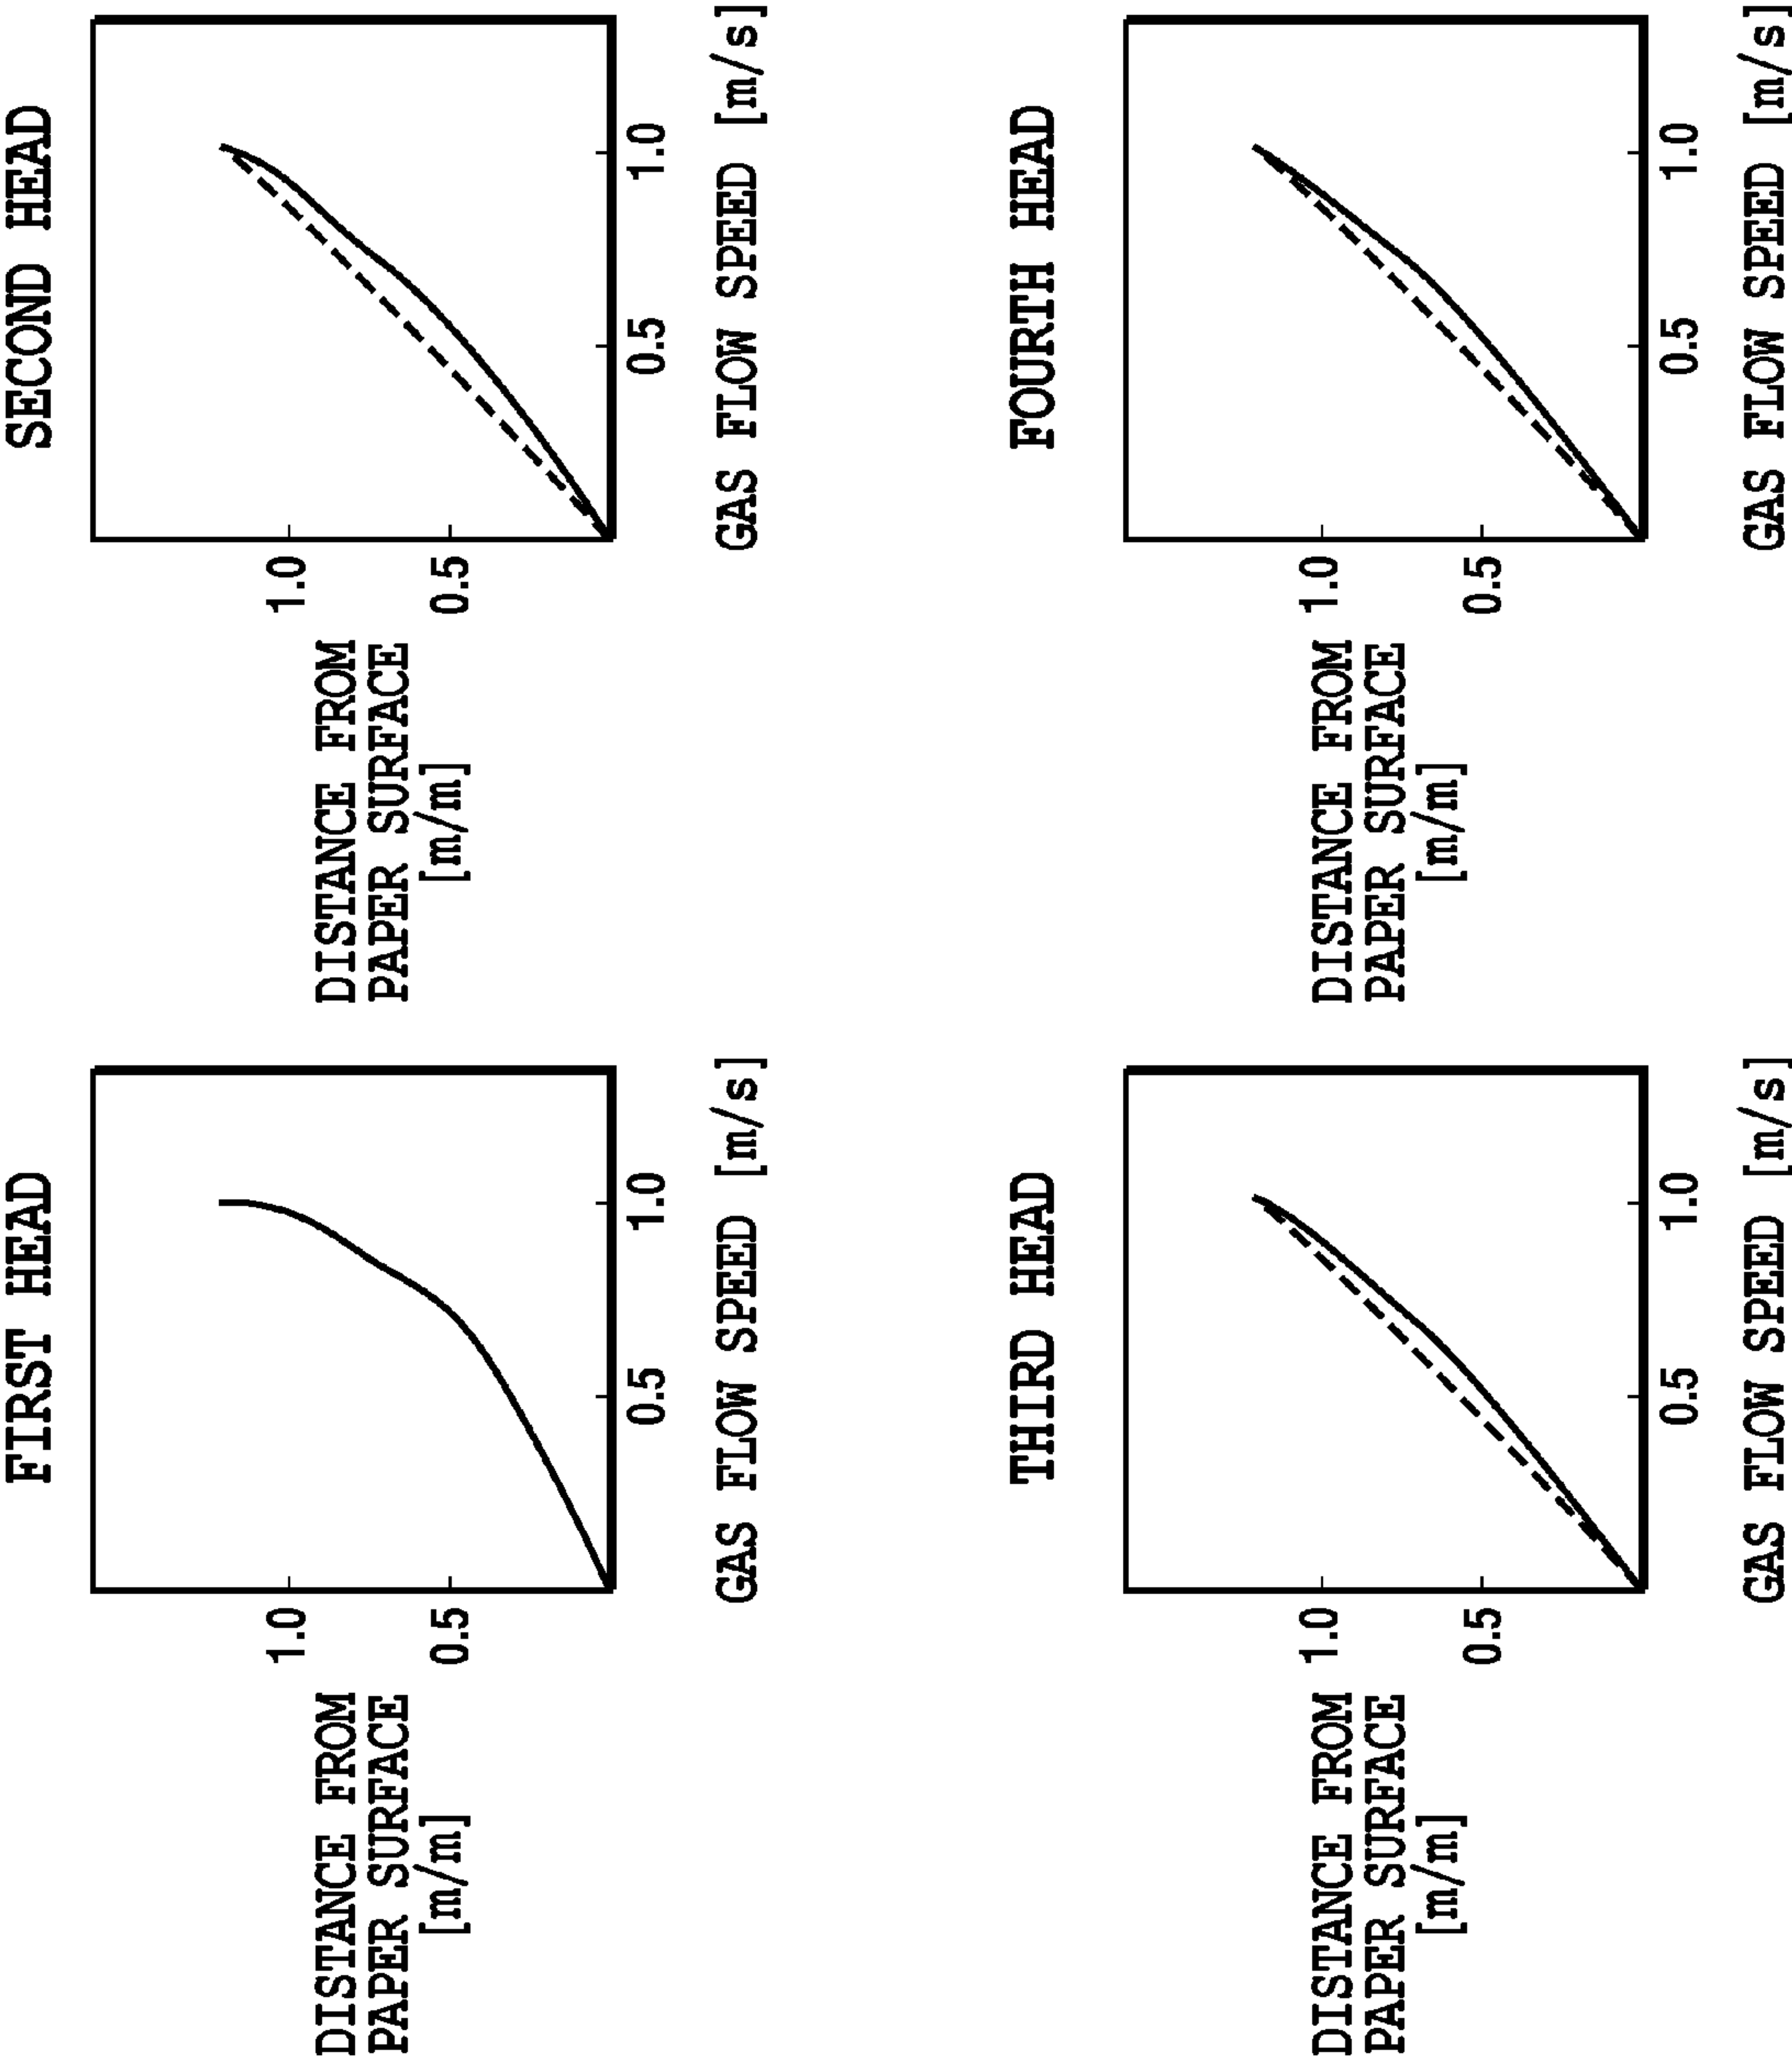 FIRST HEAD
DISTANCE FROM
PAPER SURFACE
[m/m]
1.0
0.5
0.5
1.0
GAS FLOW SPEED [m/s]
SECOND HEAD
DISTANCE FROM
PAPER SURFACE
[m/m]
1.0
0.5
0.5
1.0
GAS FLOW SPEED [m/s]
THIRD HEAD
DISTANCE FROM
PAPER SURFACE
[m/m]
1.0
0.5
0.5
1.0
GAS FLOW SPEED [m/s]
FOURTH HEAD
DISTANCE FROM
PAPER SURFACE
[m/m]
1.0
0.5
0.5
1.0
GAS FLOW SPEED [m/s]